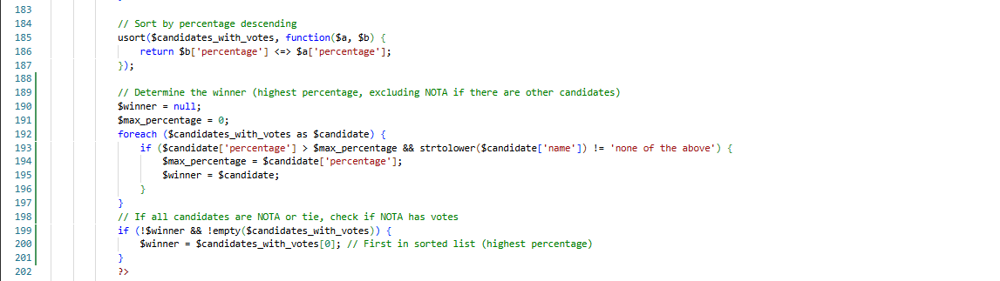 183
184 // Sort by percentage descending
185 usort($candidates_with_votes, function($a, $b) {
186 return $b['percentage'] <=> $a['percentage'];
187 });
188
189 // Determine the winner (highest percentage, excluding NOTA if there are other candidates)
190 $winner = null;
191 $max_percentage = 0;
192 foreach ($candidates_with_votes as $candidate) {
193 if ($candidate['percentage'] > $max_percentage && strtolower($candidate['name']) != 'none of the above') {
194 $max_percentage = $candidate['percentage'];
195 $winner = $candidate;
196 }
197 }
198 // If all candidates are NOTA or tie, check if NOTA has votes
199 if (!$winner && !empty($candidates_with_votes)) {
200 $winner = $candidates_with_votes[0]; // First in sorted list (highest percentage)
201 }
202 ?>